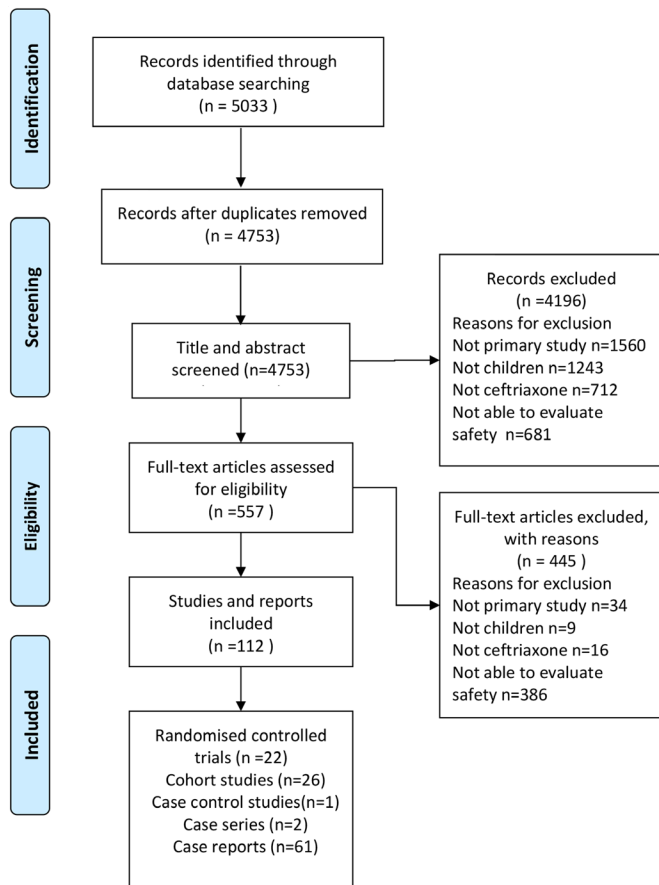 Identification
Records identified through
database searching
(n = 5033 )
Records after duplicates removed
(n = 4753)
Screening
Title and abstract
screened (n=4753)
Records excluded
(n =4196)
Reasons for exclusion
Not primary study n=1560
Not children n=1243
Not ceftriaxone n=712
Not able to evaluate
safety n=681
Eligibility
Full-text articles assessed
for eligibility
(n =557 )
Full-text articles excluded,
with reasons
(n = 445 )
Reasons for exclusion
Not primary study n=34
Not children n=9
Not ceftriaxone n=16
Not able to evaluate
safety n=386
Studies and reports
included
(n =112 )
Included
Randomised controlled
trials (n =22)
Cohort studies (n=26)
Case control studies(n=1)
Case series (n=2)
Case reports (n=61)